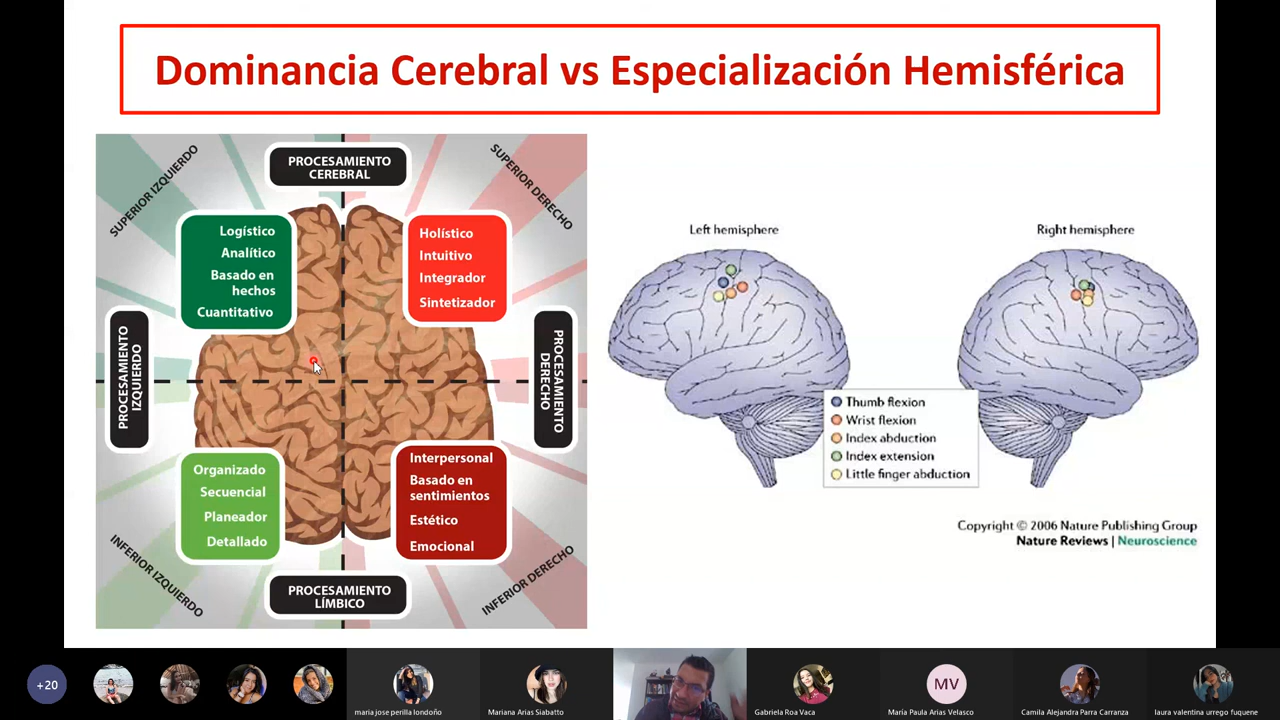 Dominancia Cerebral vs Especialización Hemisférica
SUPERIOR IZQUIERDO
PROCESAMIENTO
CEREBRAL
SUPERIOR DERECHO
Logístico
Analítico
Basado en
hechos
Cuantitativo
Holístico
Intuitivo
Integrador
Sintetizador
PROCESAMIENTO
IZQUIERDO
PROCESAMIENTO
DERECHO
Organizado
Secuencial
Planeador
Detallado
Interpersonal
Basado en
sentimientos
Estético
Emocional
INFERIOR IZQUIERDO
PROCESAMIENTO
LÍMBICO
INFERIOR DERECHO
Left hemisphere
Right hemisphere
Thumb flexion
Wrist flexion
Index abduction
Index extension
Little finger abduction
Copyright © 2006 Nature Publishing Group
Nature Reviews | Neuroscience
+20
maria jose perilla londoño
Mariana Arias Siabatto
Gabriela Roa Vaca
MV
María Paula Arias Velasco
Camila Alejandra Parra Carranza
laura valentina urrego fuquene